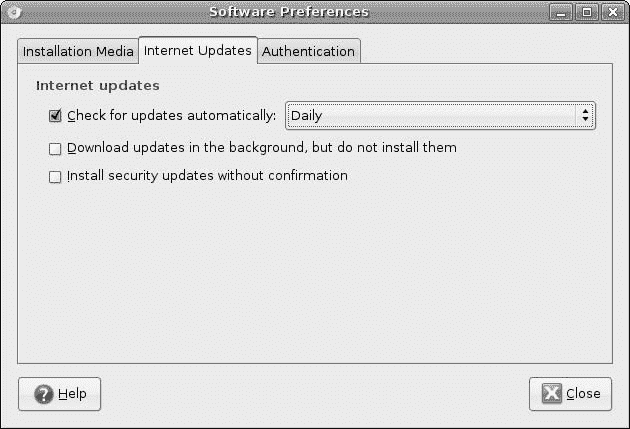 Software Preferences
Installation Media Internet Updates Authentication
Internet updates
Check for updates automatically: Daily
Download updates in the background, but do not install them
Install security updates without confirmation
Help Close